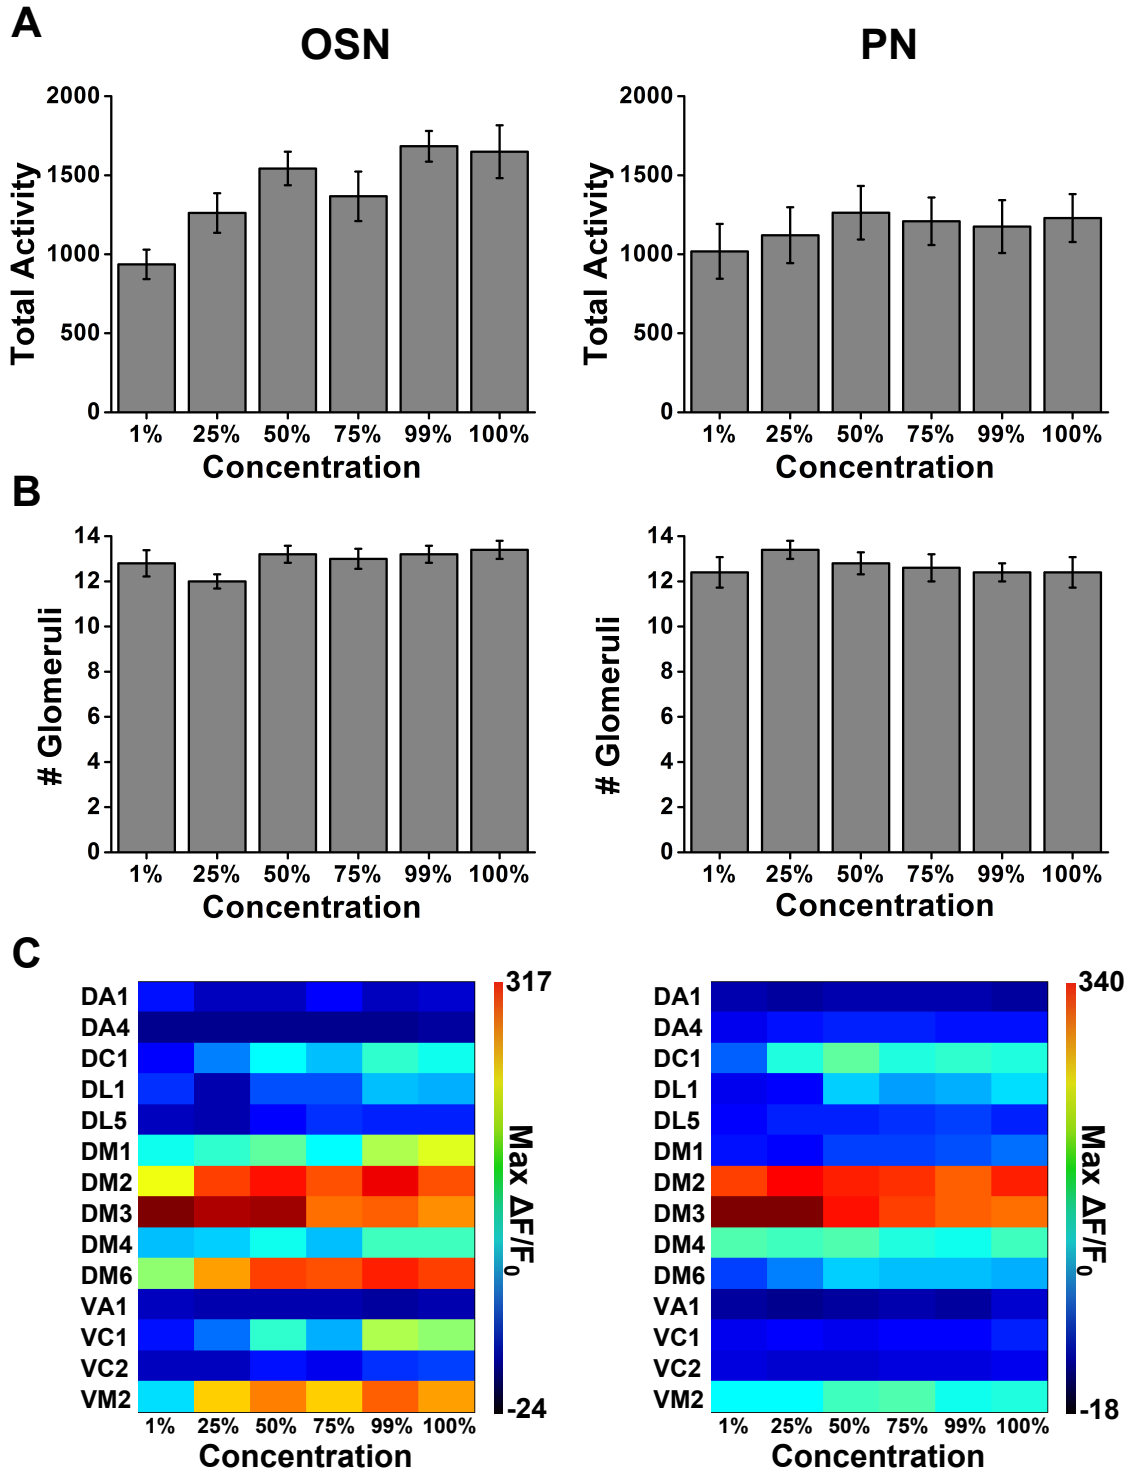 A
OSN
PN
2000
1500
1000
500
0
Total Activity
1% 25% 50% 75% 99% 100%
Concentration
2000
1500
1000
500
0
Total Activity
1% 25% 50% 75% 99% 100%
Concentration
B
14
12
10
8
6
4
2
0
# Glomeruli
1% 25% 50% 75% 99% 100%
Concentration
14
12
10
8
6
4
2
0
# Glomeruli
1% 25% 50% 75% 99% 100%
Concentration
C
DA1
DA4
DC1
DL1
DL5
DM1
DM2
DM3
DM4
DM6
VA1
VC1
VC2
VM2
1% 25% 50% 75% 99% 100%
Concentration
317
Max ΔF/F0
-24
DA1
DA4
DC1
DL1
DL5
DM1
DM2
DM3
DM4
DM6
VA1
VC1
VC2
VM2
1% 25% 50% 75% 99% 100%
Concentration
340
Max ΔF/F0
-18